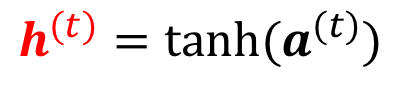 h^(t) = tanh(a^(t))